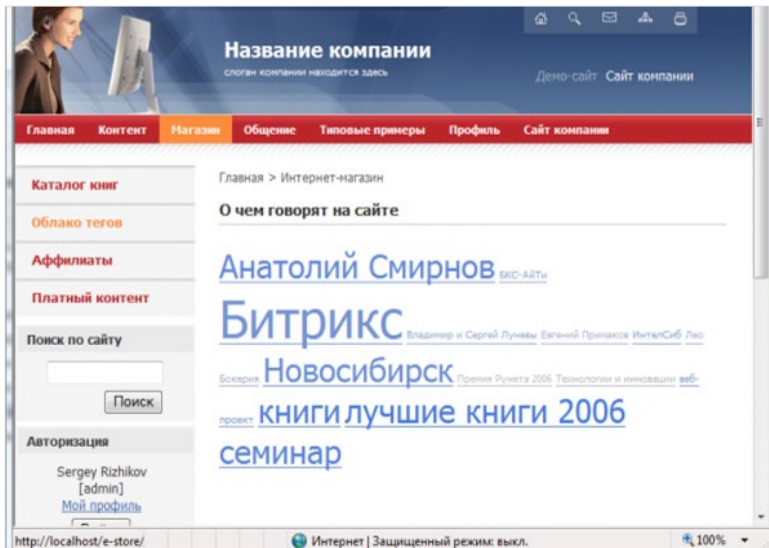 Название компании
слоган компании находится здесь
Демо-сайт Сайт компании
Главная Контент Магазин Общение Типовые примеры Профиль Сайт компании
Каталог книг
Облако тегов
Аффилиаты
Платный контент
Поиск по сайту
Поиск
Авторизация
Sergey Rizhikov
[admin]
Мой профиль
Главная > Интернет-магазин
О чем говорят на сайте
Анатолий Смирнов БКС-АйТи
Битрикс Владимир и Сергей Луневы Евгений Примаков ИнтелСиб Лео
Бокерия Новосибирск Премия Рунета 2006 Технологии и инновации веб-
проект книги лучшие книги 2006
семинар
http://localhost/e-store/ Интернет | Защищенный режим: выкл. 100%